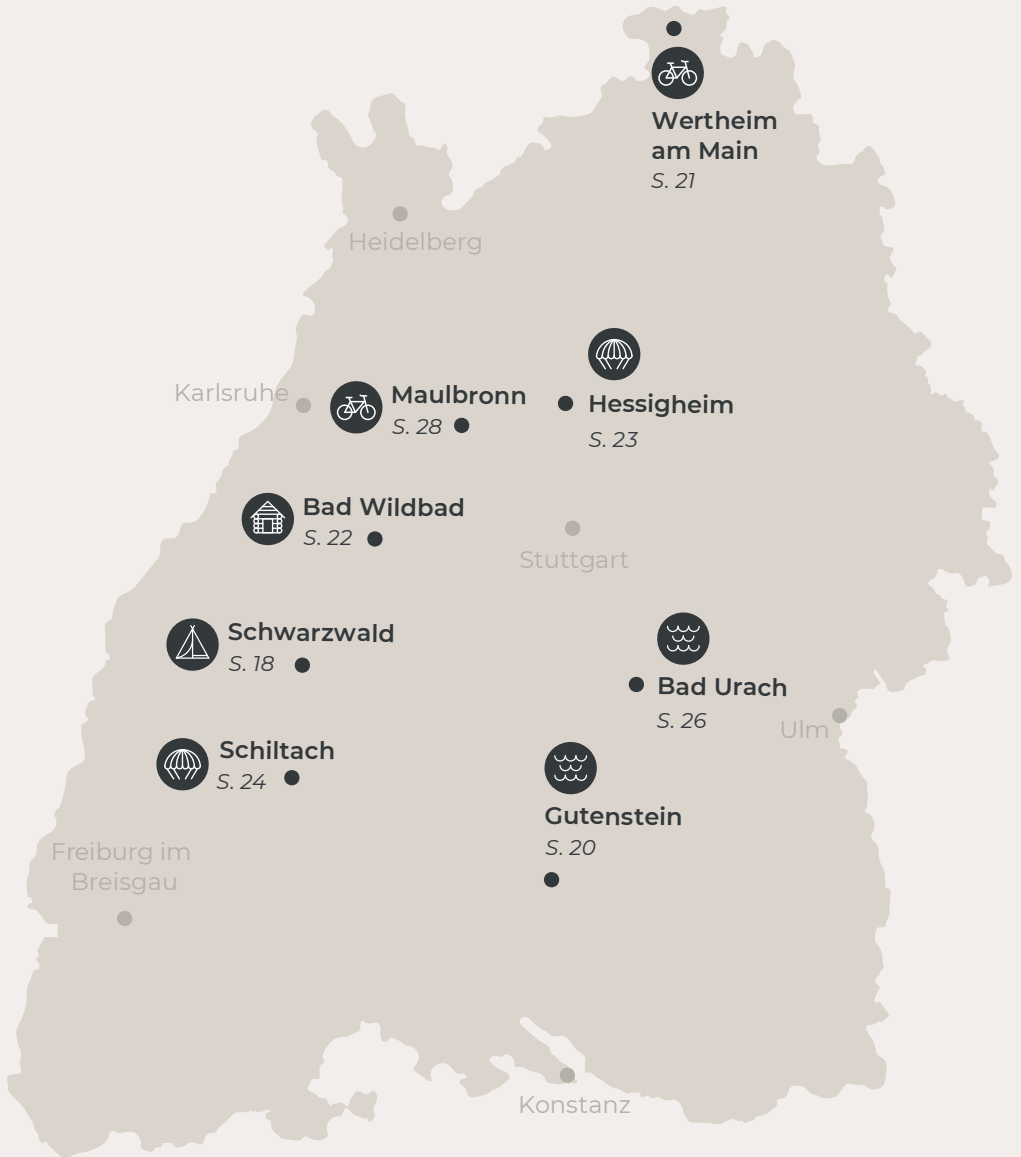 Wertheim
am Main
S. 21
Heidelberg
Karlsruhe
Maulbronn
S. 28
Hessigheim
S. 23
Bad Wildbad
S. 22
Stuttgart
Schwarzwald
S. 18
Bad Urach
S. 26
Ulm
Schiltach
S. 24
Gutenstein
S. 20
Freiburg im
Breisgau
Konstanz